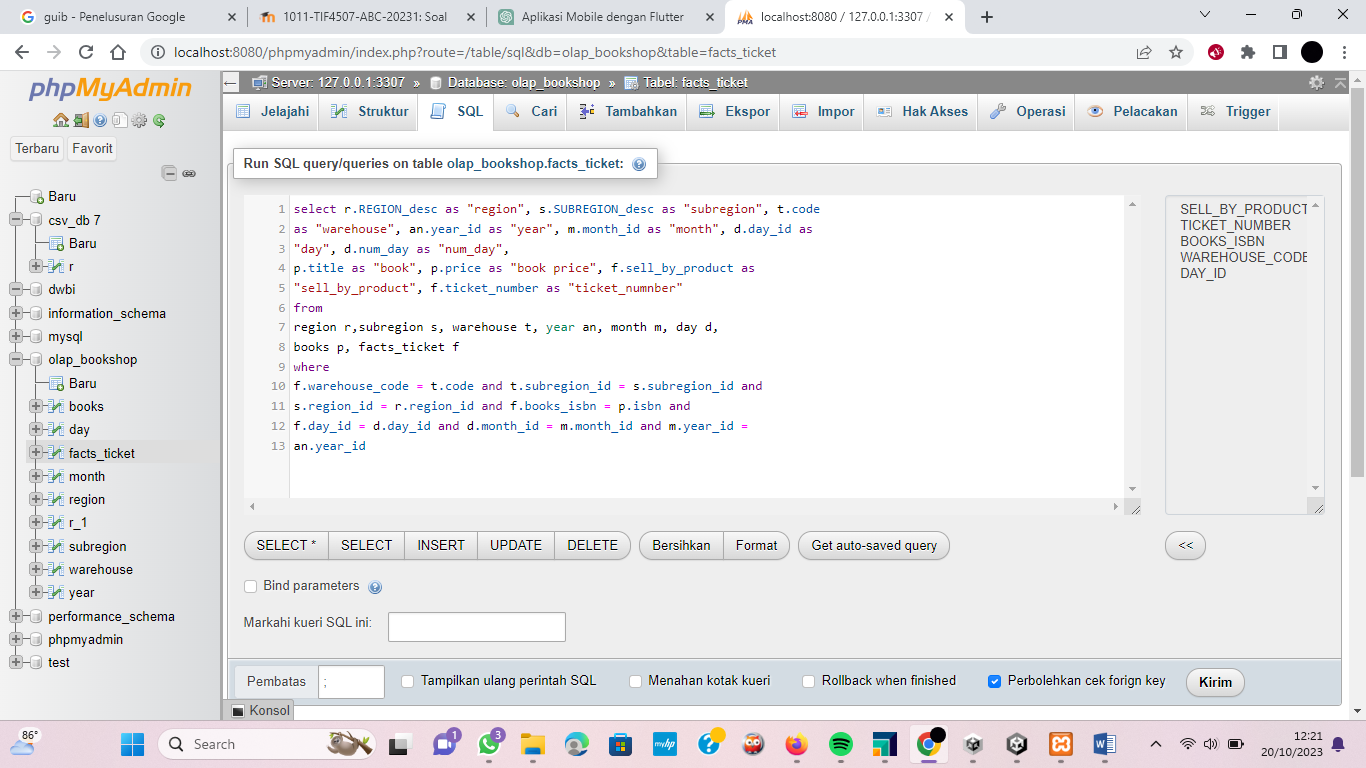 guib - Penelusuran Google
1011-TIF4507-ABC-20231: Soal
Aplikasi Mobile dengan Flutter
localhost:8080 / 127.0.0.1:3307 /
localhost:8080/phpmyadmin/index.php?route=/table/sql&db=olap_bookshop&table=facts_ticket
phpMyAdmin
Terbaru Favorit
Baru
csv_db 7
Baru
r
dwbi
information_schema
mysql
olap_bookshop
Baru
books
day
facts_ticket
month
region
r_1
subregion
warehouse
year
performance_schema
phpmyadmin
test
Server: 127.0.0.1:3307 » Database: olap_bookshop » Tabel: facts_ticket
Jelajahi Struktur SQL Cari Tambahkan Ekspor Impor Hak Akses Operasi Pelacakan Trigger
Run SQL query/queries on table olap_bookshop.facts_ticket:
1 select r.REGION_desc as "region", s.SUBREGION_desc as "subregion", t.code
2 as "warehouse", an.year_id as "year", m.month_id as "month", d.day_id as
3 "day", d.num_day as "num_day",
4 p.title as "book", p.price as "book price", f.sell_by_product as
5 "sell_by_product", f.ticket_number as "ticket_numnber"
6 from
7 region r,subregion s, warehouse t, year an, month m, day d,
8 books p, facts_ticket f
9 where
10 f.warehouse_code = t.code and t.subregion_id = s.subregion_id and
11 s.region_id = r.region_id and f.books_isbn = p.isbn and
12 f.day_id = d.day_id and d.month_id = m.month_id and m.year_id =
13 an.year_id
SELL_BY_PRODUCT
TICKET_NUMBER
BOOKS_ISBN
WAREHOUSE_CODE
DAY_ID
SELECT * SELECT INSERT UPDATE DELETE Bersihkan Format Get auto-saved query <<
Bind parameters
Markahi kueri SQL ini:
Pembatas ; Tampilkan ulang perintah SQL Menahan kotak kueri Rollback when finished Perbolehkan cek forign key Kirim
Konsol
86°
Search
1
3
12:21
20/10/2023